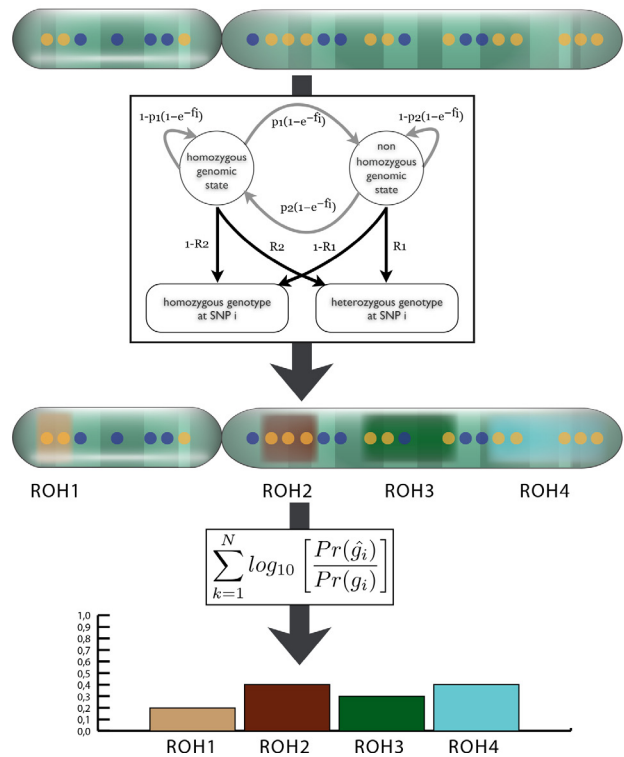 1-p1(1-e^-fi)
p1(1-e^-fi)
1-p2(1-e^-fi)
homozygous
genomic
state
non
homozygous
genomic
state
p2(1-e^-fi)
1-R2
R2
1-R1
R1
homozygous genotype
at SNP i
heterozygous genotype
at SNP i
ROH1
ROH2
ROH3
ROH4
N
∑ log10 [Pr(ĝi) / Pr(gi)]
k=1
1,0
0,9
0,8
0,7
0,6
0,5
0,4
0,3
0,2
0,1
0,0
ROH1
ROH2
ROH3
ROH4